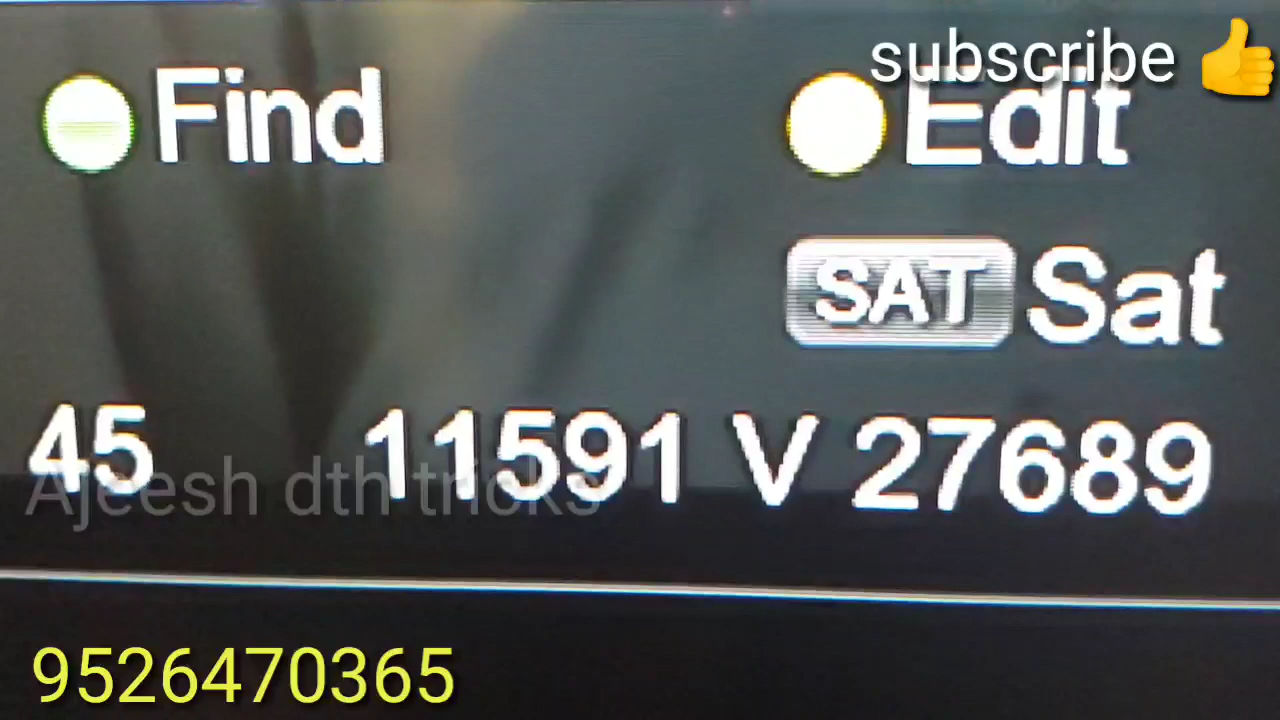 subscribe 👍
Find
Edit
SAT Sat
45 11591 V 27689
Ajeesh dth tricks
9526470365